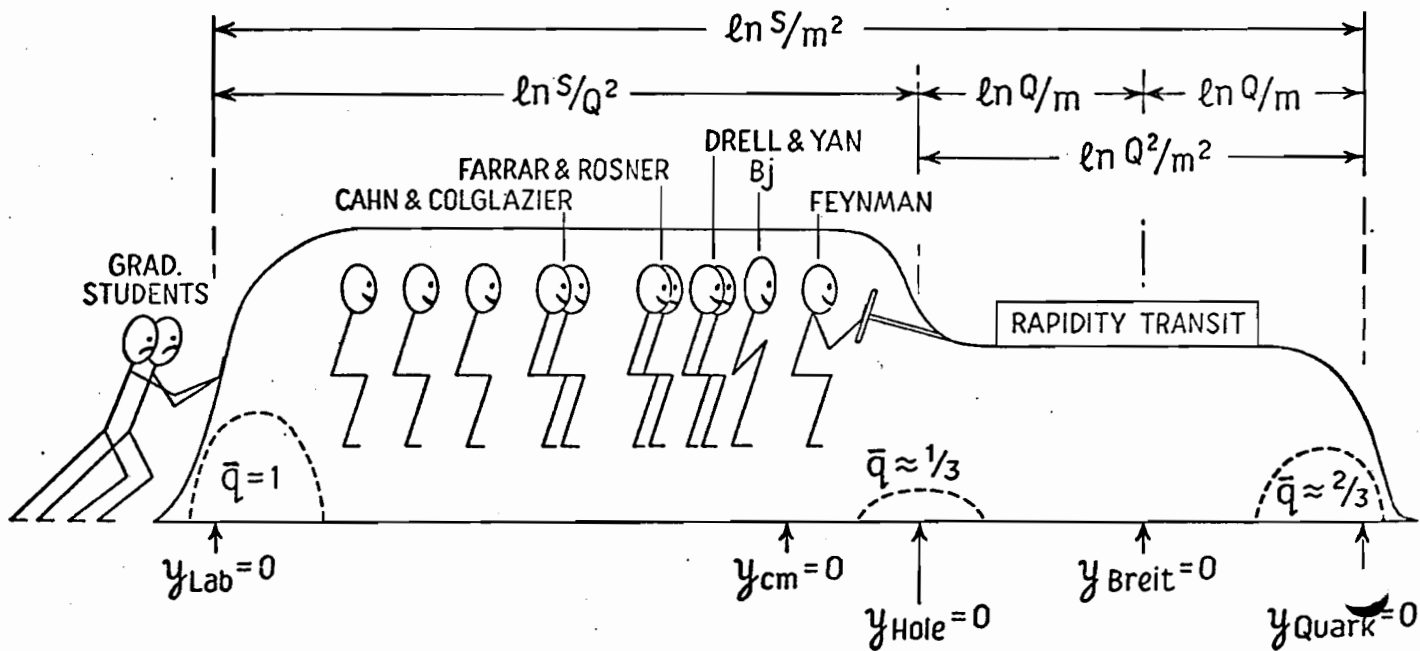 ln S/m²
ln S/Q²
ln Q/m
ln Q/m
ln Q²/m²
DRELL & YAN
Bj
FARRAR & ROSNER
CAHN & COLGLAZIER
FEYNMAN
GRAD.
STUDENTS
RAPIDITY TRANSIT
q̄=1
q̄≈1/3
q̄≈2/3
yLab=0
ycm=0
yHole=0
yBreit=0
yQuark=0